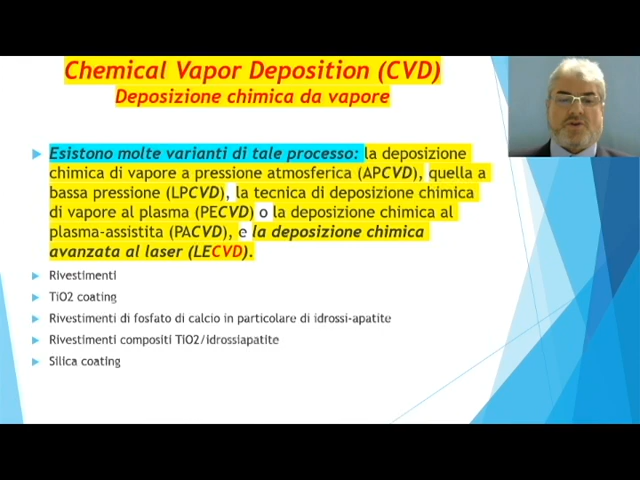 Chemical Vapor Deposition (CVD)
Deposizione chimica da vapore
Esistono molte varianti di tale processo: la deposizione
chimica di vapore a pressione atmosferica (APCVD), quella a
bassa pressione (LPCVD), la tecnica di deposizione chimica
di vapore al plasma (PECVD) o la deposizione chimica al
plasma-assistita (PACVD), e la deposizione chimica
avanzata al laser (LECVD).
Rivestimenti
TiO2 coating
Rivestimenti di fosfato di calcio in particolare di idrossi-apatite
Rivestimenti compositi TiO2/idrossiapatite
Silica coating